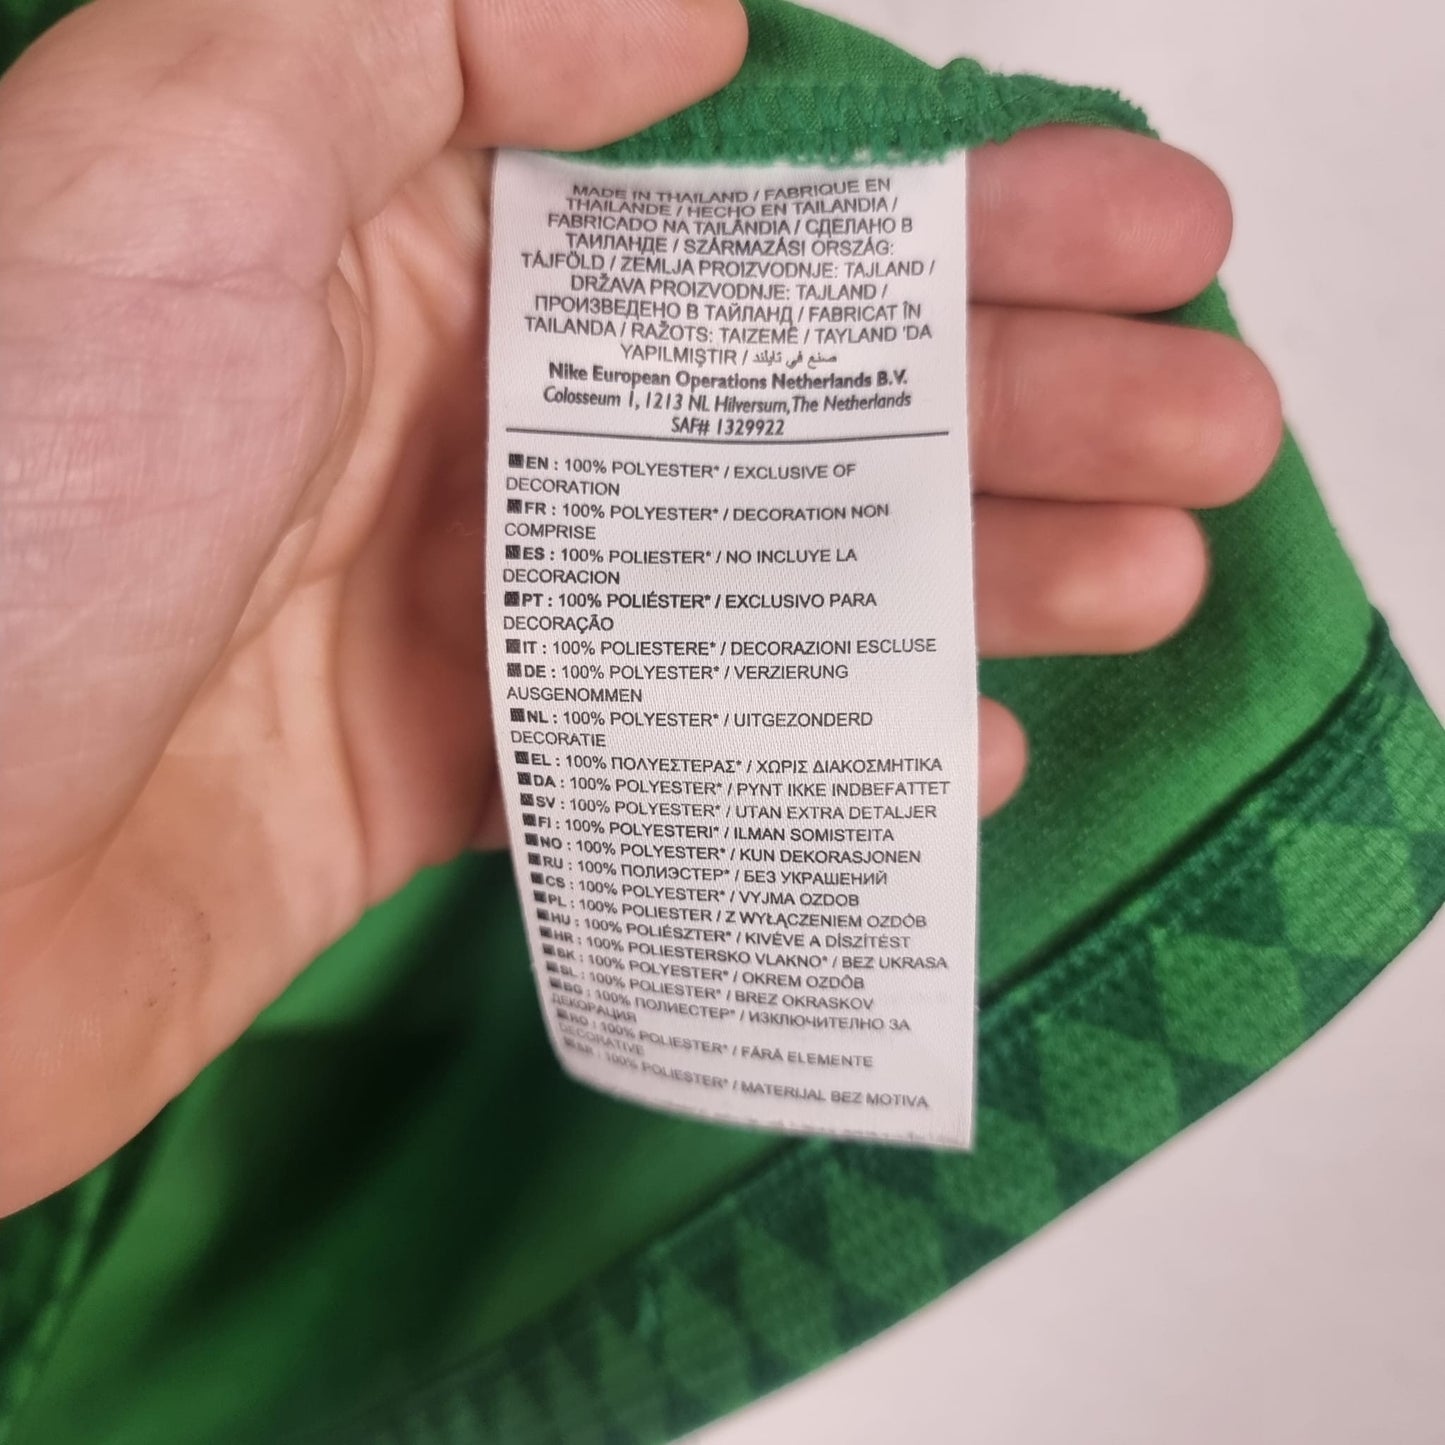 MADE IN THAILAND / FABRIQUE EN
THAILANDE / HECHO EN TAILANDIA /
FABRICADO NA TAILÂNDIA / СДЕЛАНО В
ТАИЛАНДЕ / SZÁRMAZÁSI ORSZÁG:
TÁJFÖLD / ZEMLJA PROIZVODNJE: TAJLAND /
DRŽAVA PROIZVODNJE: TAJLAND /
ПРОИЗВЕДЕНО В ТАЙЛАНД / FABRICAT ÎN
TAILANDA / RAŽOTS: TAIZEMĒ / TAYLAND 'DA
YAPILMIŞTIR / صنع في تايلند
Nike European Operations Netherlands B.V.
Colosseum 1, 1213 NL Hilversum, The Netherlands
SAF# 1329922
EN : 100% POLYESTER* / EXCLUSIVE OF
DECORATION
FR : 100% POLYESTER* / DECORATION NON
COMPRISE
ES : 100% POLIESTER* / NO INCLUYE LA
DECORACION
PT : 100% POLIÉSTER* / EXCLUSIVO PARA
DECORAÇÃO
IT : 100% POLIESTERE* / DECORAZIONI ESCLUSE
DE : 100% POLYESTER* / VERZIERUNG
AUSGENOMMEN
NL : 100% POLYESTER* / UITGEZONDERD
DECORATIE
EL : 100% ΠΟΛΥΕΣΤΕΡΑΣ* / ΧΩΡΙΣ ΔΙΑΚΟΣΜΗΤΙΚΑ
DA : 100% POLYESTER* / PYNT IKKE INDBEFATTET
SV : 100% POLYESTER* / UTAN EXTRA DETALJER
FI : 100% POLYESTERI* / ILMAN SOMISTEITA
NO : 100% POLYESTER* / KUN DEKORASJONEN
RU : 100% ПОЛИЭСТЕР* / БЕЗ УКРАШЕНИЙ
CS : 100% POLYESTER* / VYJMA OZDOB
PL : 100% POLIESTER / Z WYŁĄCZENIEM OZDÓB
HU : 100% POLIÉSZTER* / KIVÉVE A DÍSZÍTÉST
HR : 100% POLIESTERSKO VLAKNO* / BEZ UKRASA
SK : 100% POLYESTER* / OKREM OZDÔB
SL : 100% POLIESTER* / BREZ OKRASKOV
BG : 100% ПОЛИЕСТЕР* / ИЗКЛЮЧИТЕЛНО ЗА
ДЕКОРАЦИЯ
RO : 100% POLIESTER* / FĂRĂ ELEMENTE
DECORATIVE
SR : 100% POLIESTER* / MATERIJAL BEZ MOTIVA